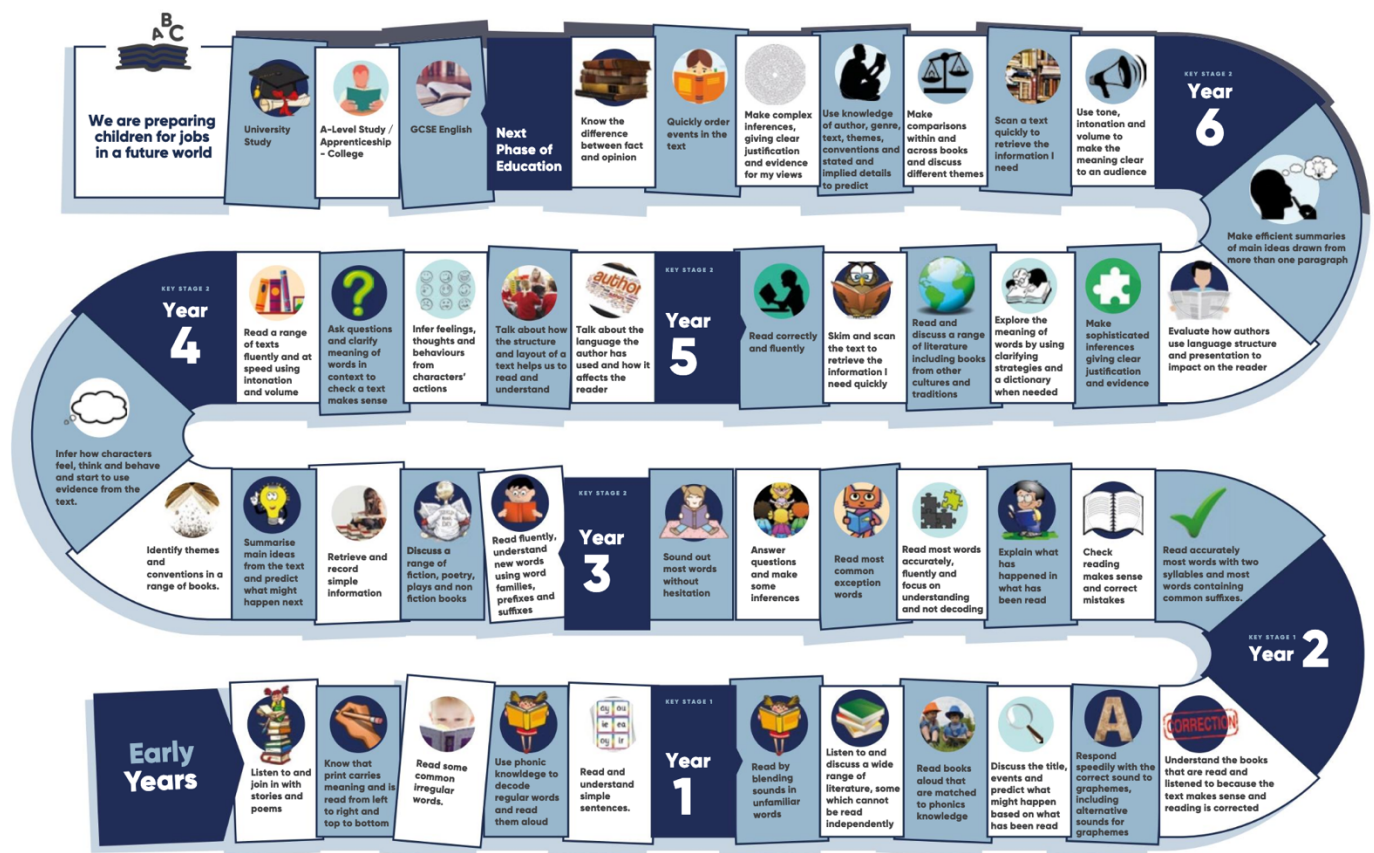 A B C
We are preparing
children for jobs
in a future world
University
Study
A-Level Study /
Apprenticeship
- College
GCSE English
Next
Phase of
Education
Know the
difference
between fact
and opinion
Quickly order
events in the
text
Make complex
inferences,
giving clear
justification
and evidence
for my views
Use knowledge
of author, genre,
text, themes,
conventions and
stated and
implied details
to predict
Make
comparisons
within and
across books
and discuss
different themes
Scan a text
quickly to
retrieve the
information I
need
Use tone,
intonation and
volume to
make the
meaning clear
to an audience
KEY STAGE 2
Year
6
Make efficient summaries
of main ideas drawn from
more than one paragraph
KEY STAGE 2
Year
4
Read a range
of texts
fluently and at
speed using
intonation
and volume
Ask questions
and clarify
meaning of
words in
context to
check a text
makes sense
Infer feelings,
thoughts and
behaviours
from
characters'
actions
Talk about how
the structure
and layout of a
text helps us to
read and
understand
author
Talk about the
language the
author has
used and how it
affects the
reader
KEY STAGE 2
Year
5
Read correctly
and fluently
Skim and scan
the text to
retrieve the
information I
need quickly
Read and
discuss a range
of literature
including books
from other
cultures and
traditions
Explore the
meaning of
words by using
clarifying
strategies and
a dictionary
when needed
Make
sophisticated
inferences
giving clear
justification
and evidence
Evaluate how authors
use language structure
and presentation to
impact on the reader
Infer how characters
feel, think and behave
and start to use
evidence from the
text.
Identify themes
and
conventions in a
range of books.
Summarise
main ideas
from the text
and predict
what might
happen next
Retrieve and
record
simple
information
Discuss a
range of
fiction, poetry,
plays and non
fiction books
Read fluently,
understand
new words
using word
families,
prefixes and
suffixes
KEY STAGE 2
Year
3
Sound out
most words
without
hesitation
Answer
questions
and make
some
inferences
Read most
common
exception
words
Read most words
accurately,
fluently and
focus on
understanding
and not decoding
Explain what
has
happened in
what has
been read
Check
reading
makes sense
and correct
mistakes
Read accurately
most words with two
syllables and most
words containing
common suffixes.
KEY STAGE 1
Year 2
Early
Years
Listen to and
join in with
stories and
poems
Know that
print carries
meaning and is
read from left
to right and
top to bottom
Read some
common
irregular
words.
Use phonic
knowldege to
decode
regular words
and read
them aloud
ay ou
ie ea
oy ir
Read and
understand
simple
sentences.
KEY STAGE 1
Year
1
Read by
blending
sounds in
unfamiliar
words
Listen to and
discuss a wide
range of
literature, some
which cannot
be read
independently
Read books
aloud that
are matched
to phonics
knowledge
Discuss the title,
events and
predict what
might happen
based on what
has been read
A
Respond
speedily with the
correct sound to
graphemes,
including
alternative
sounds for
graphemes
CORRECTION
Understand the books
that are read and
listened to because the
text makes sense and
reading is corrected